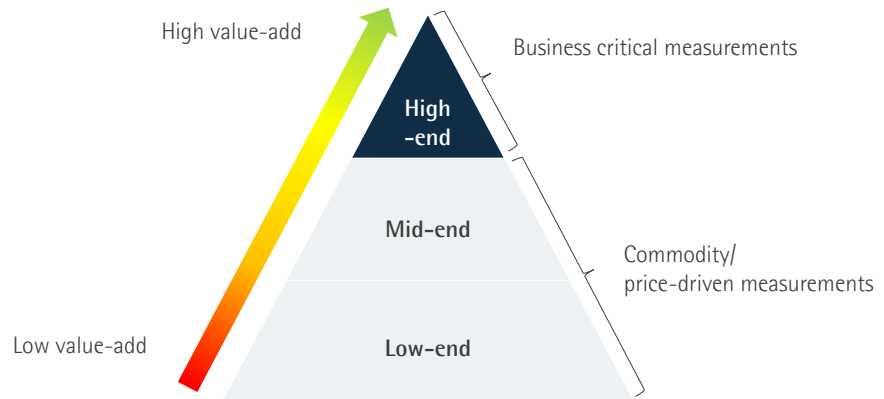 High value-add
Business critical measurements
High
-end
Mid-end
Commodity/
price-driven measurements
Low value-add
Low-end